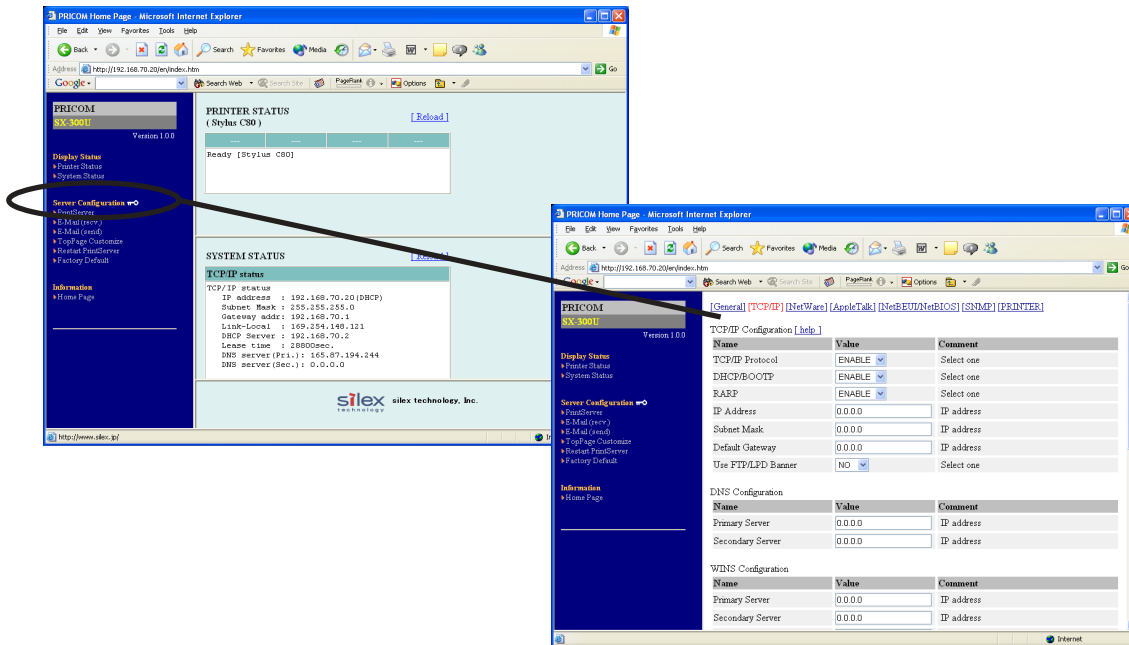 PRICOM Home Page - Microsoft Internet Explorer
File Edit View Favorites Tools Help
Back Search Favorites Media
Address http://192.168.70.20/en/index.htm Go
Google Search Web Search Site PageRank Options
PRICOM
SX-300U
Version 1.0.0
Display Status
Printer Status
System Status
Server Configuration
PrintServer
E-Mail (recv.)
E-Mail (send)
TopPage Customize
Restart PrintServer
Factory Default
Information
Home Page
PRINTER STATUS
( Stylus C80 )
[ Reload ]
--- --- --- ---
Ready [Stylus C80]
SYSTEM STATUS
TCP/IP status
TCP/IP status
IP address : 192.168.70.20(DHCP)
Subnet Mask : 255.255.255.0
Gateway addr: 192.168.70.1
Link-Local : 169.254.148.121
DHCP Server : 192.168.70.2
Lease time : 28800sec.
DNS server(Pri.): 165.87.194.244
DNS server(Sec.): 0.0.0.0
silex technology
silex technology, Inc.
http://www.silex.jp/
PRICOM Home Page - Microsoft Internet Explorer
File Edit View Favorites Tools Help
Back Search Favorites Media
Address http://192.168.70.20/en/index.htm Go
Google Search Web Search Site PageRank Options
PRICOM
SX-300U
Version 1.0.0
Display Status
Printer Status
System Status
Server Configuration
PrintServer
E-Mail (recv.)
E-Mail (send)
TopPage Customize
Restart PrintServer
Factory Default
Information
Home Page
[General] [TCP/IP] [NetWare] [AppleTalk] [NetBEUI/NetBIOS] [SNMP] [PRINTER]
TCP/IP Configuration [ help ]
Name Value Comment
TCP/IP Protocol ENABLE Select one
DHCP/BOOTP ENABLE Select one
RARP ENABLE Select one
IP Address 0.0.0.0 IP address
Subnet Mask 0.0.0.0 IP address
Default Gateway 0.0.0.0 IP address
Use FTP/LPD Banner NO Select one
DNS Configuration
Name Value Comment
Primary Server 0.0.0.0 IP address
Secondary Server 0.0.0.0 IP address
WINS Configuration
Name Value Comment
Primary Server 0.0.0.0 IP address
Secondary Server 0.0.0.0 IP address
Internet